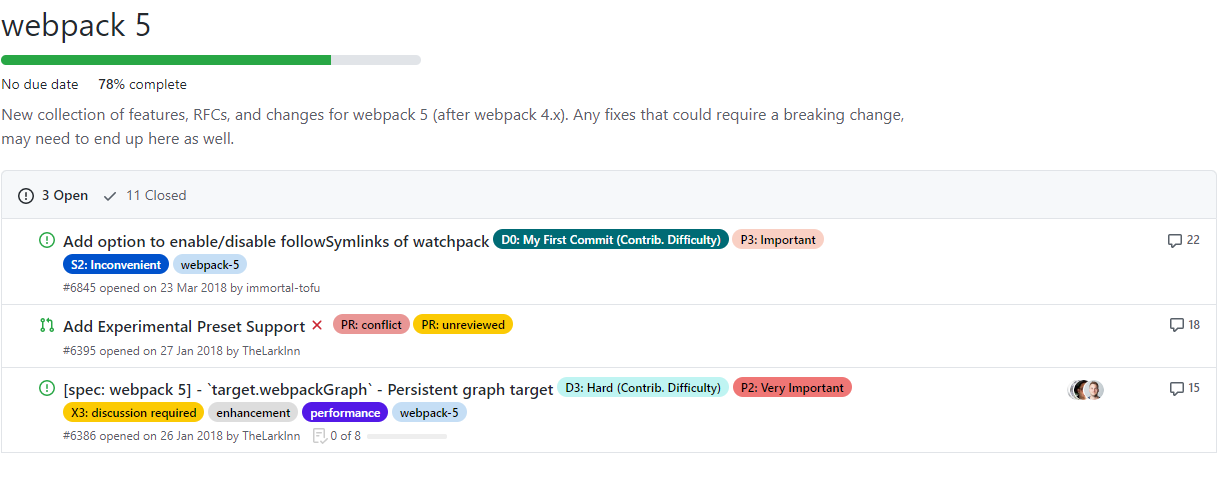 webpack 5
No due date 78% complete
New collection of features, RFCs, and changes for webpack 5 (after webpack 4.x). Any fixes that could require a breaking change,
may need to end up here as well.
3 Open 11 Closed
Add option to enable/disable followSymlinks of watchpack D0: My First Commit (Contrib. Difficulty) P3: Important 22
S2: Inconvenient webpack-5
#6845 opened on 23 Mar 2018 by immortal-tofu
Add Experimental Preset Support PR: conflict PR: unreviewed 18
#6395 opened on 27 Jan 2018 by TheLarkInn
[spec: webpack 5] - `target.webpackGraph` - Persistent graph target D3: Hard (Contrib. Difficulty) P2: Very Important 15
X3: discussion required enhancement performance webpack-5
#6386 opened on 26 Jan 2018 by TheLarkInn 0 of 8